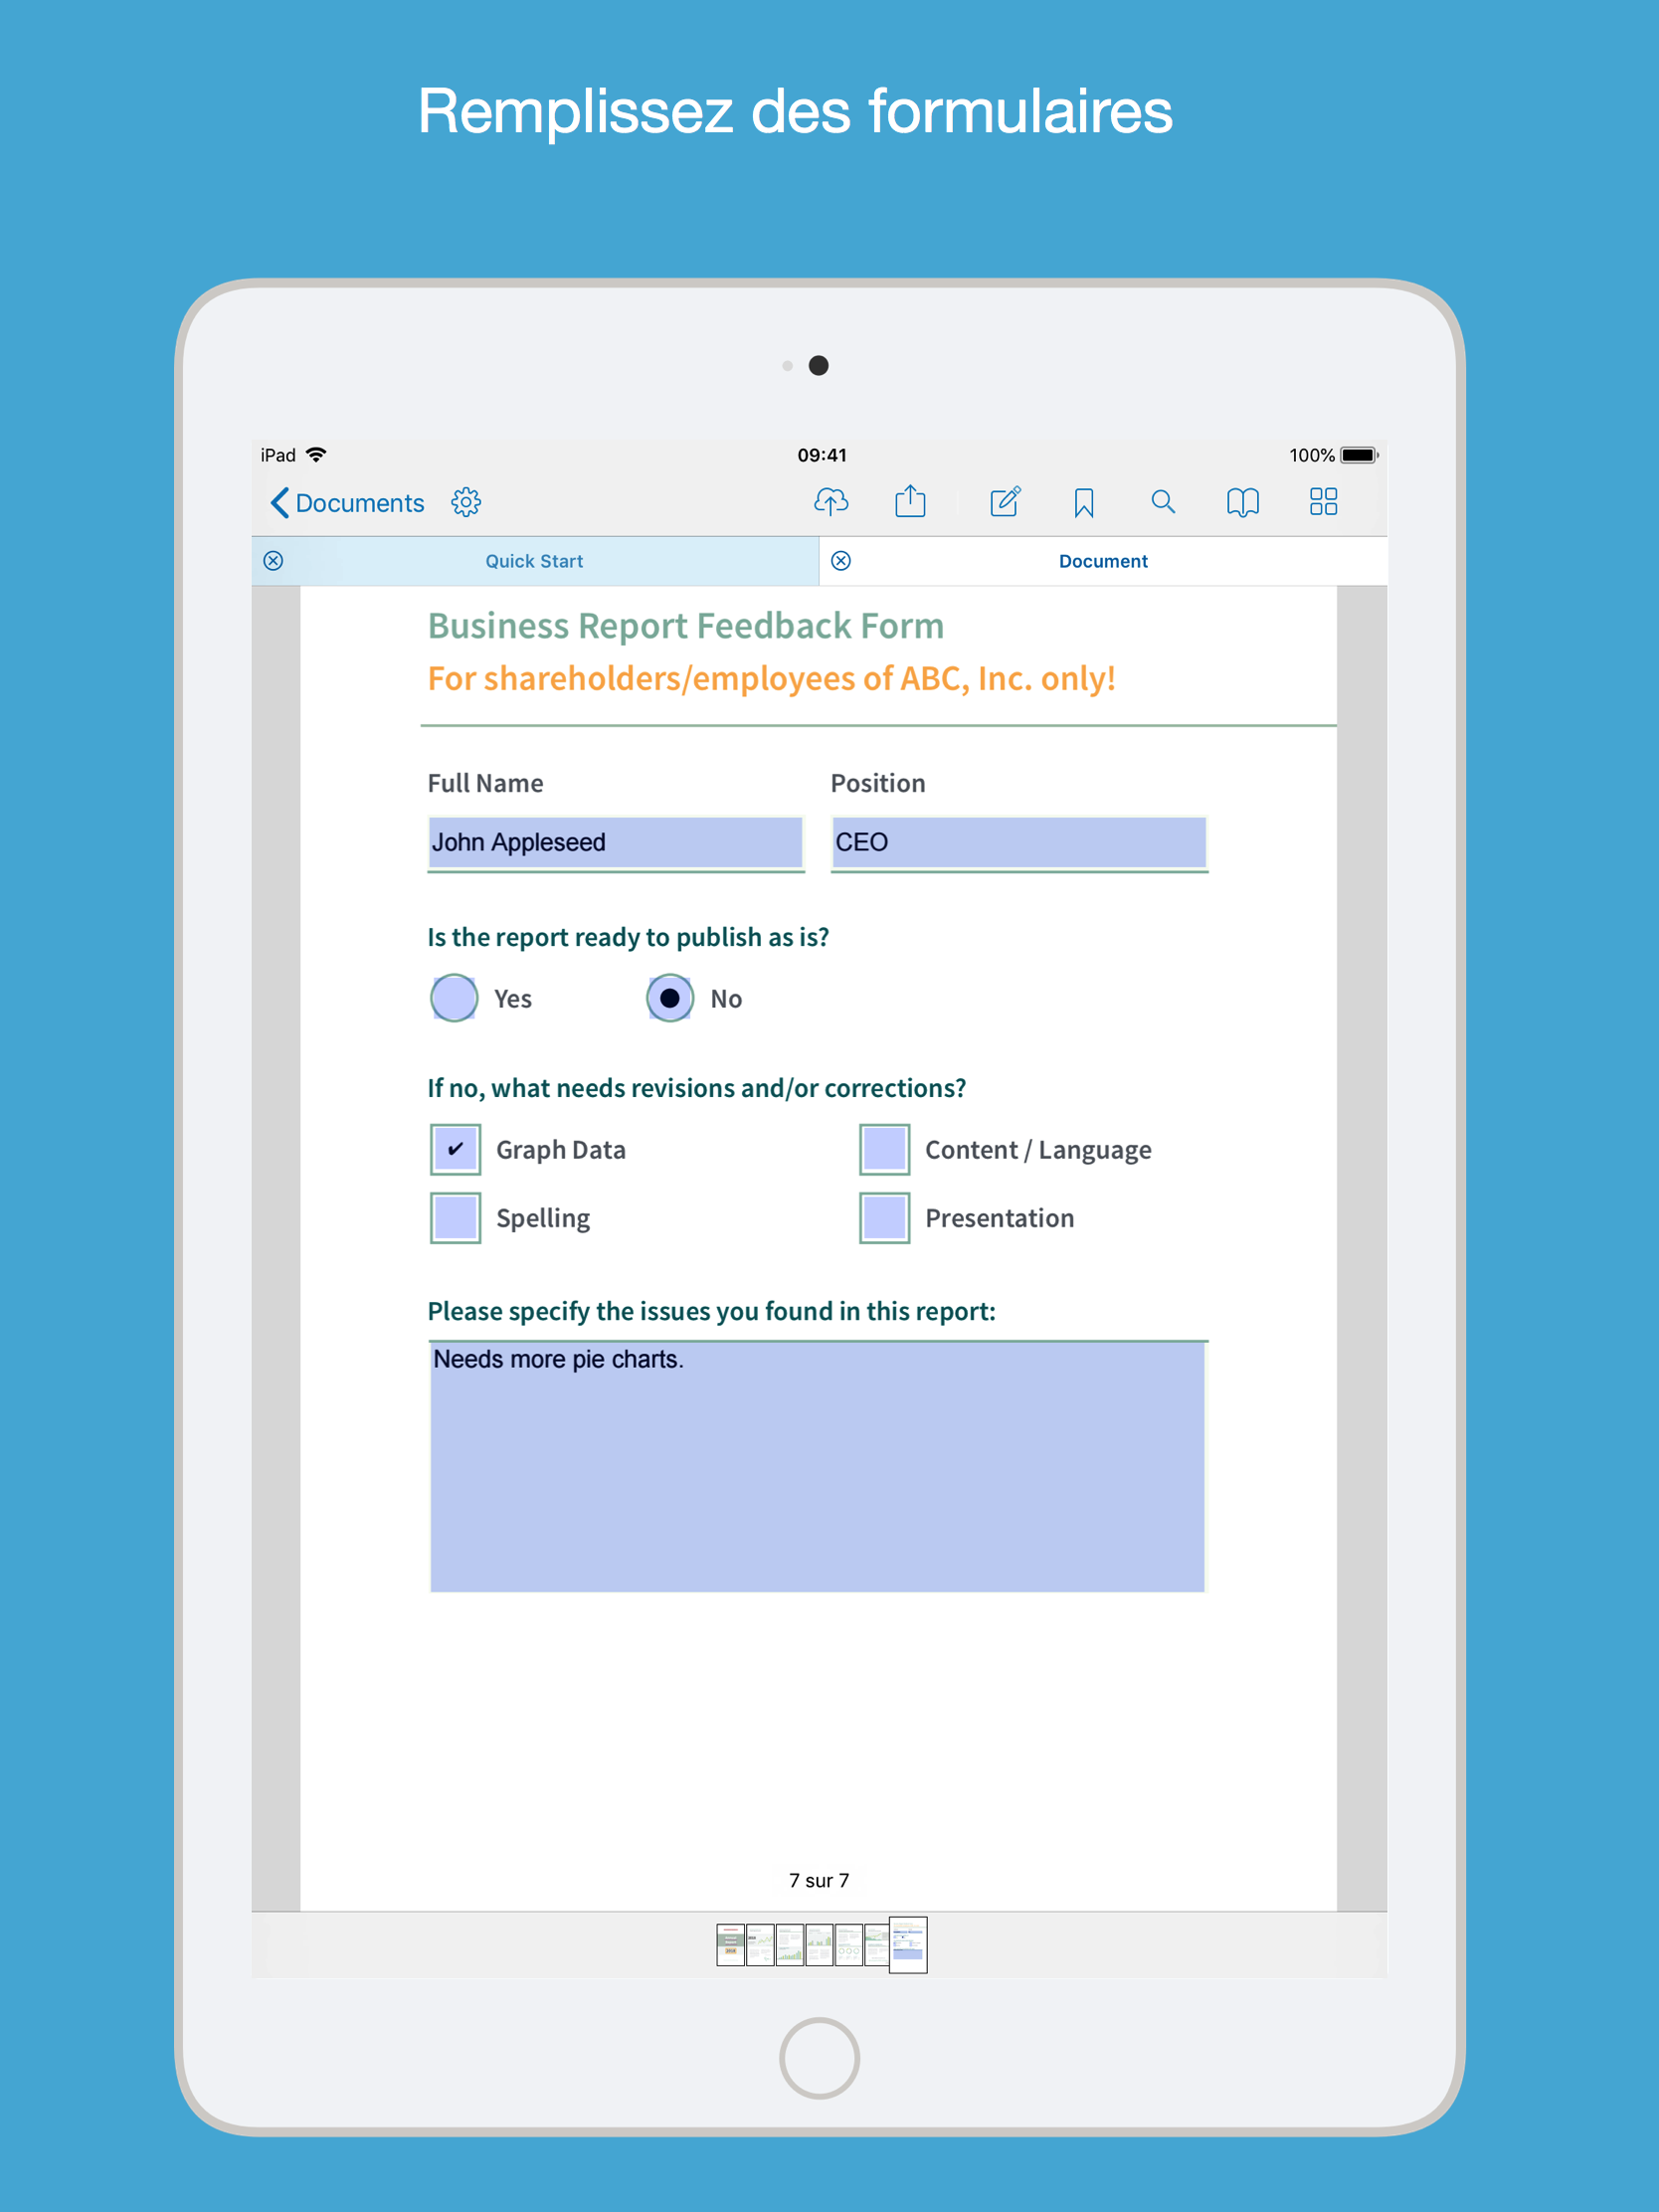 Remplissez des formulaires
iPad 09:41 100%
Documents
Quick Start Document
Business Report Feedback Form
For shareholders/employees of ABC, Inc. only!
Full Name Position
John Appleseed CEO
Is the report ready to publish as is?
Yes No
If no, what needs revisions and/or corrections?
Graph Data Content / Language
Spelling Presentation
Please specify the issues you found in this report:
Needs more pie charts.
7 sur 7